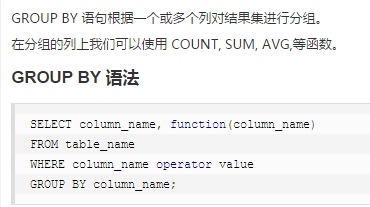 GROUP BY 语句根据一个或多个列对结果集进行分组。
在分组的列上我们可以使用 COUNT, SUM, AVG,等函数。
GROUP BY 语法
SELECT column_name, function(column_name)
FROM table_name
WHERE column_name operator value
GROUP BY column_name;